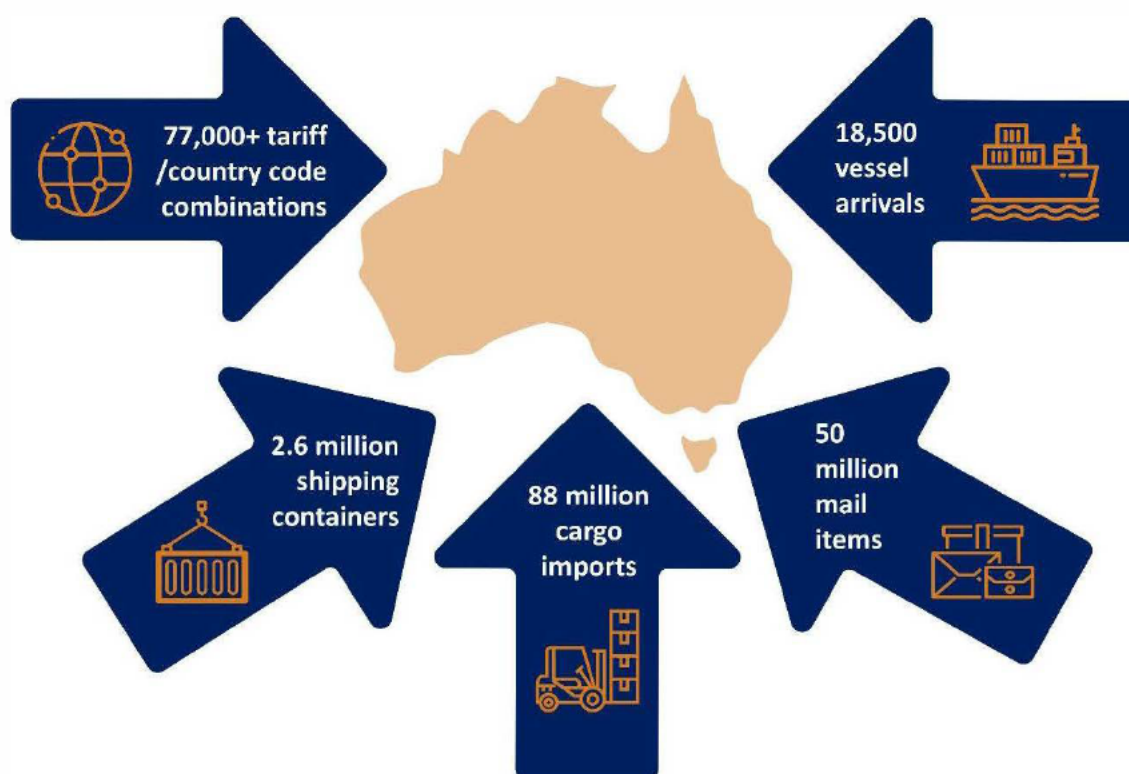 77,000+ tariff
/country code
combinations
18,500
vessel
arrivals
2.6 million
shipping
containers
88 million
cargo
imports
50
million
mail
items